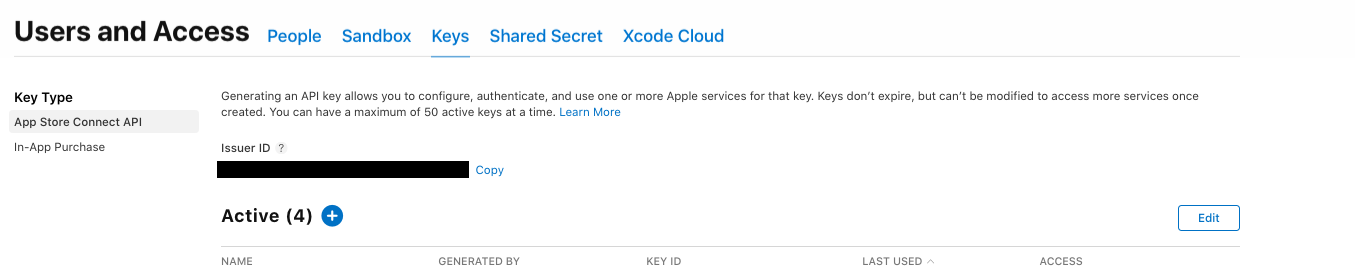 Users and Access People Sandbox Keys Shared Secret Xcode Cloud
Key Type
App Store Connect API
In-App Purchase
Generating an API key allows you to configure, authenticate, and use one or more Apple services for that key. Keys don't expire, but can't be modified to access more services once
created. You can have a maximum of 50 active keys at a time. Learn More
Issuer ID ?
Copy
Active (4) +
Edit
NAME GENERATED BY KEY ID LAST USED ACCESS